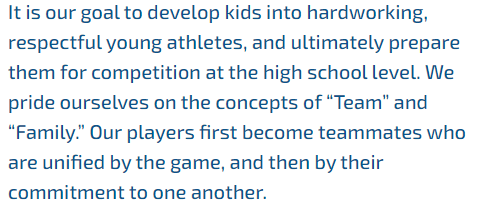 It is our goal to develop kids into hardworking,
respectful young athletes, and ultimately prepare
them for competition at the high school level. We
pride ourselves on the concepts of “Team” and
“Family.” Our players first become teammates who
are unified by the game, and then by their
commitment to one another.